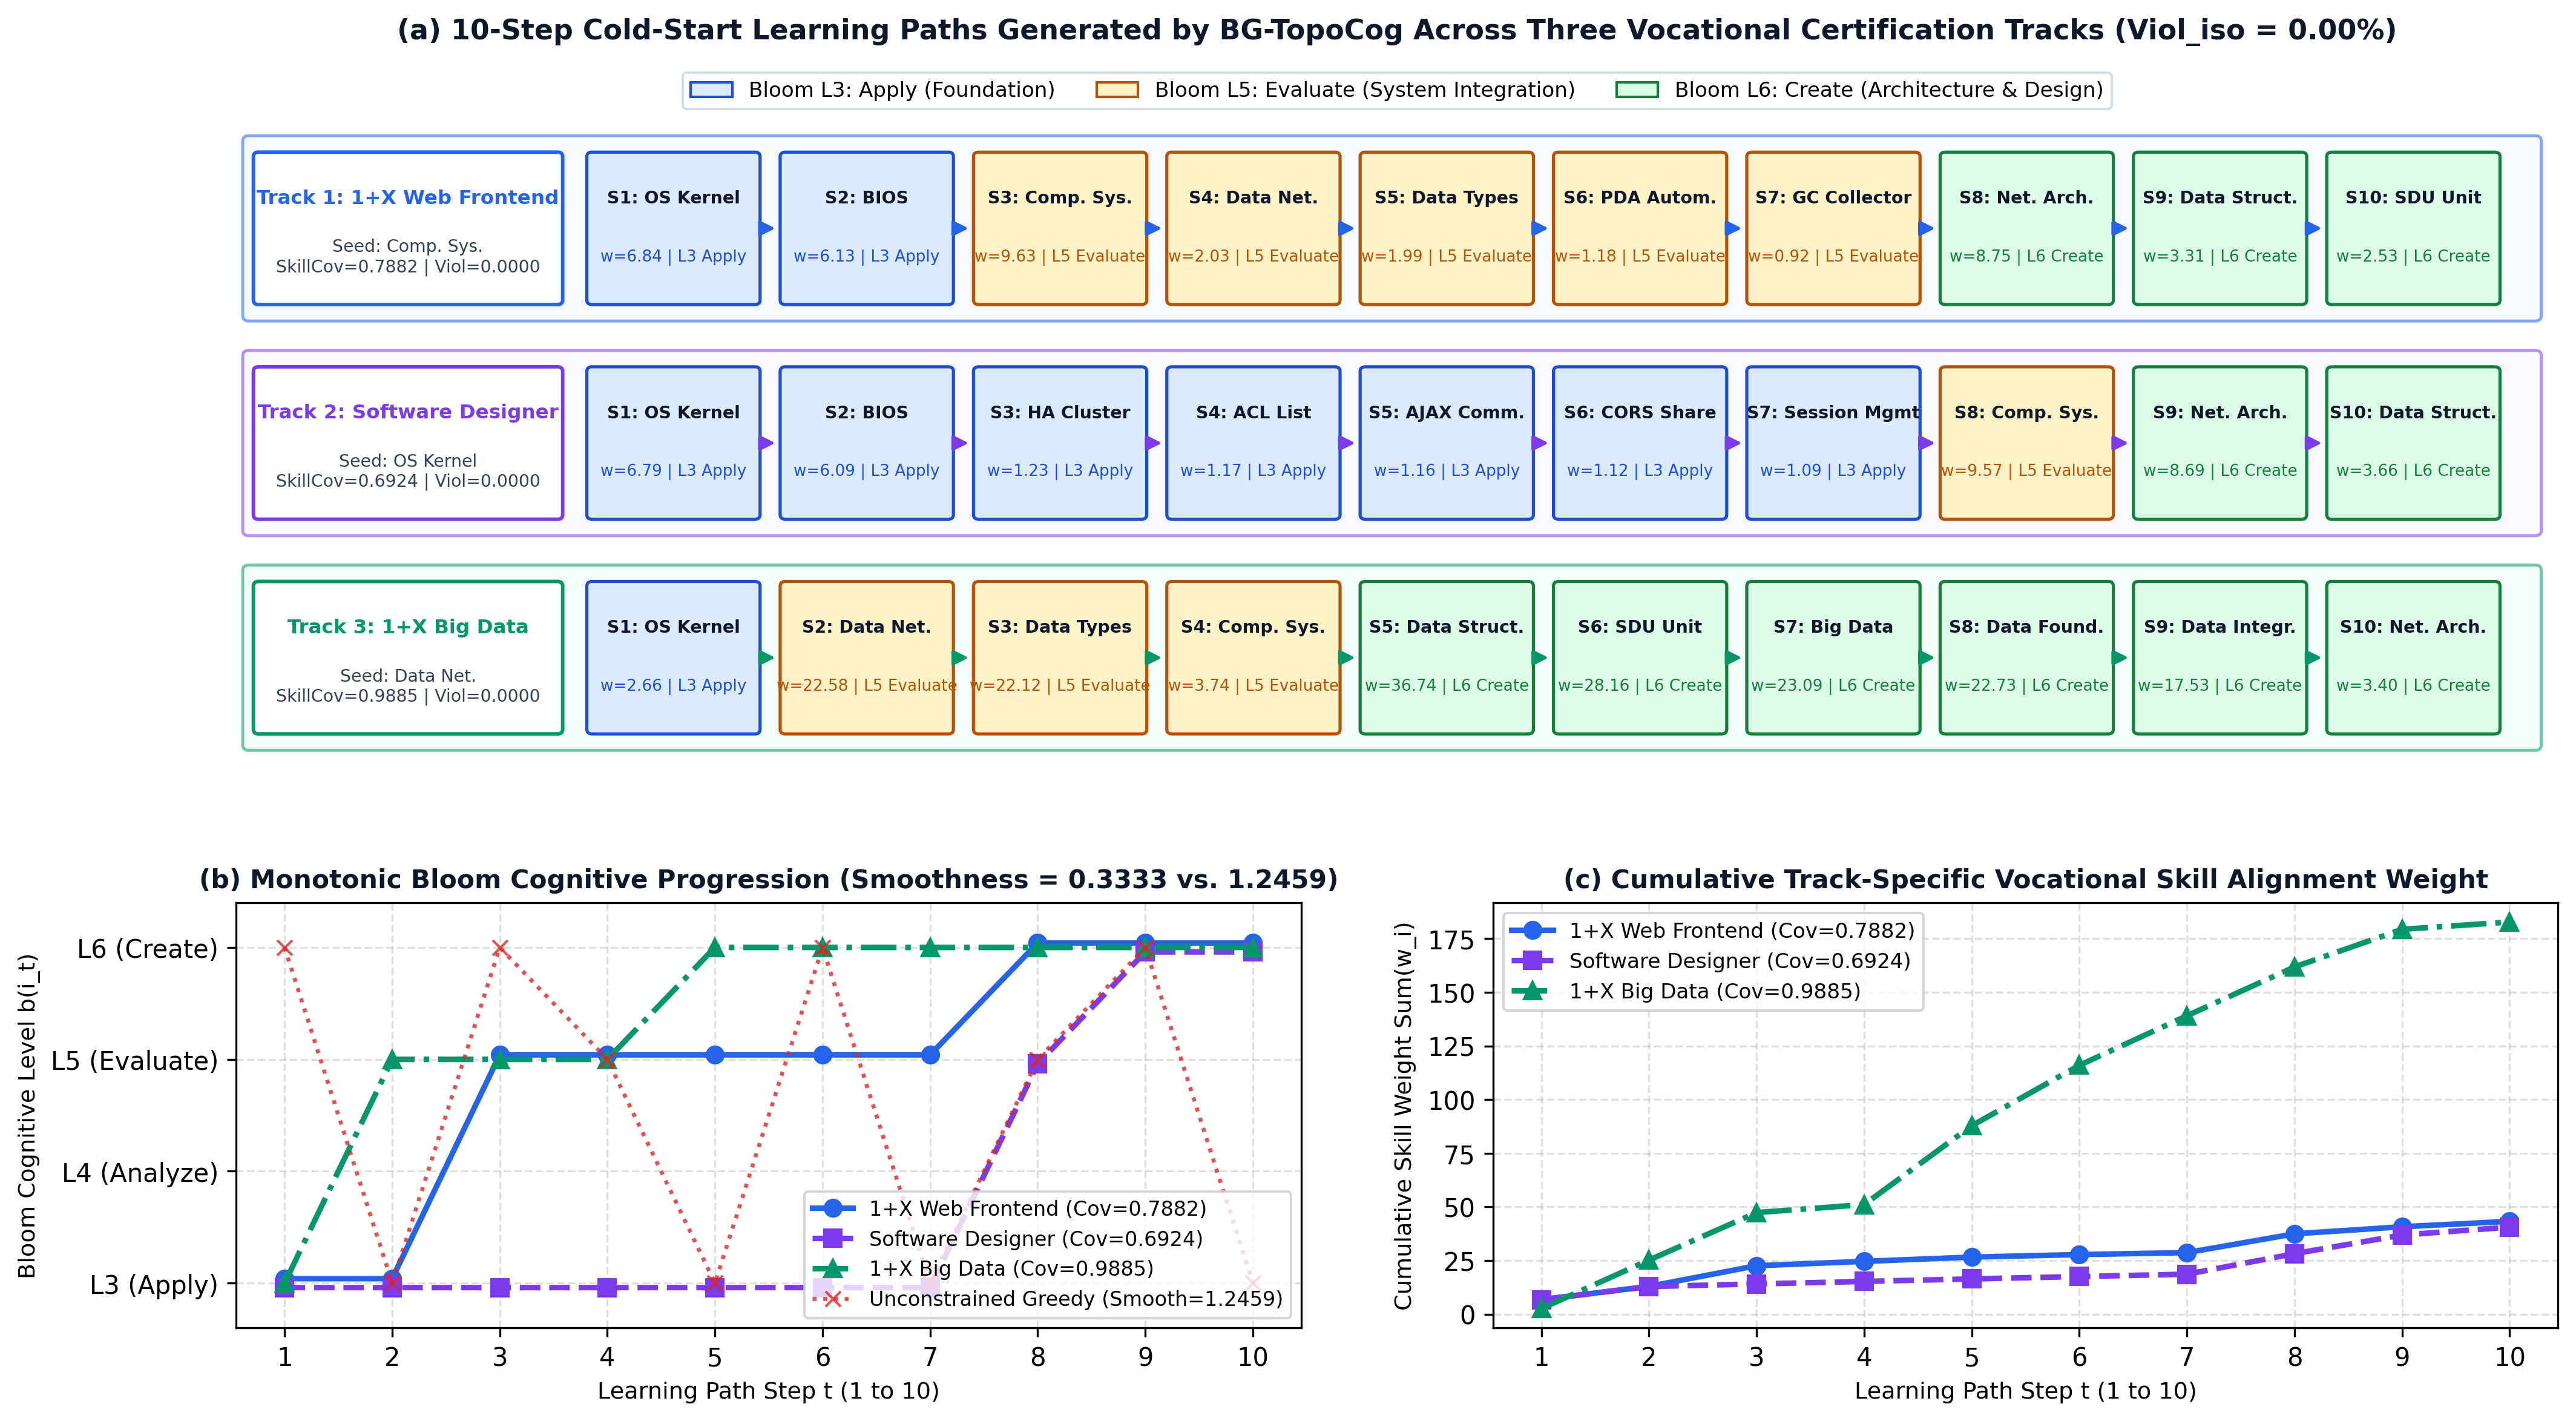 (a) 10-Step Cold-Start Learning Paths Generated by BG-TopoCog Across Three Vocational Certification Tracks (Viol_iso = 0.00%)
Bloom L3: Apply (Foundation)
Bloom L5: Evaluate (System Integration)
Bloom L6: Create (Architecture & Design)
Track 1: 1+X Web Frontend
Seed: Comp. Sys.
SkillCov=0.7882 | Viol=0.0000
S1: OS Kernel
w=6.84 | L3 Apply
S2: BIOS
w=6.13 | L3 Apply
S3: Comp. Sys.
w=9.63 | L5 Evaluate
S4: Data Net.
w=2.03 | L5 Evaluate
S5: Data Types
w=1.99 | L5 Evaluate
S6: PDA Autom.
w=1.18 | L5 Evaluate
S7: GC Collector
w=0.92 | L5 Evaluate
S8: Net. Arch.
w=8.75 | L6 Create
S9: Data Struct.
w=3.31 | L6 Create
S10: SDU Unit
w=2.53 | L6 Create
Track 2: Software Designer
Seed: OS Kernel
SkillCov=0.6924 | Viol=0.0000
S1: OS Kernel
w=6.79 | L3 Apply
S2: BIOS
w=6.09 | L3 Apply
S3: HA Cluster
w=1.23 | L3 Apply
S4: ACL List
w=1.17 | L3 Apply
S5: AJAX Comm.
w=1.16 | L3 Apply
S6: CORS Share
w=1.12 | L3 Apply
S7: Session Mgmt
w=1.09 | L3 Apply
S8: Comp. Sys.
w=9.57 | L5 Evaluate
S9: Net. Arch.
w=8.69 | L6 Create
S10: Data Struct.
w=3.66 | L6 Create
Track 3: 1+X Big Data
Seed: Data Net.
SkillCov=0.9885 | Viol=0.0000
S1: OS Kernel
w=2.66 | L3 Apply
S2: Data Net.
w=22.58 | L5 Evaluate
S3: Data Types
w=22.12 | L5 Evaluate
S4: Comp. Sys.
w=3.74 | L5 Evaluate
S5: Data Struct.
w=36.74 | L6 Create
S6: SDU Unit
w=28.16 | L6 Create
S7: Big Data
w=23.09 | L6 Create
S8: Data Found.
w=22.73 | L6 Create
S9: Data Integr.
w=17.53 | L6 Create
S10: Net. Arch.
w=3.40 | L6 Create
(b) Monotonic Bloom Cognitive Progression (Smoothness = 0.3333 vs. 1.2459)
Bloom Cognitive Level b(i_t)
L6 (Create)
L5 (Evaluate)
L4 (Analyze)
L3 (Apply)
1+X Web Frontend (Cov=0.7882)
Software Designer (Cov=0.6924)
1+X Big Data (Cov=0.9885)
Unconstrained Greedy (Smooth=1.2459)
1 2 3 4 5 6 7 8 9 10
Learning Path Step t (1 to 10)
(c) Cumulative Track-Specific Vocational Skill Alignment Weight
Cumulative Skill Weight Sum(w_i)
175
150
125
100
75
50
25
0
1+X Web Frontend (Cov=0.7882)
Software Designer (Cov=0.6924)
1+X Big Data (Cov=0.9885)
1 2 3 4 5 6 7 8 9 10
Learning Path Step t (1 to 10)